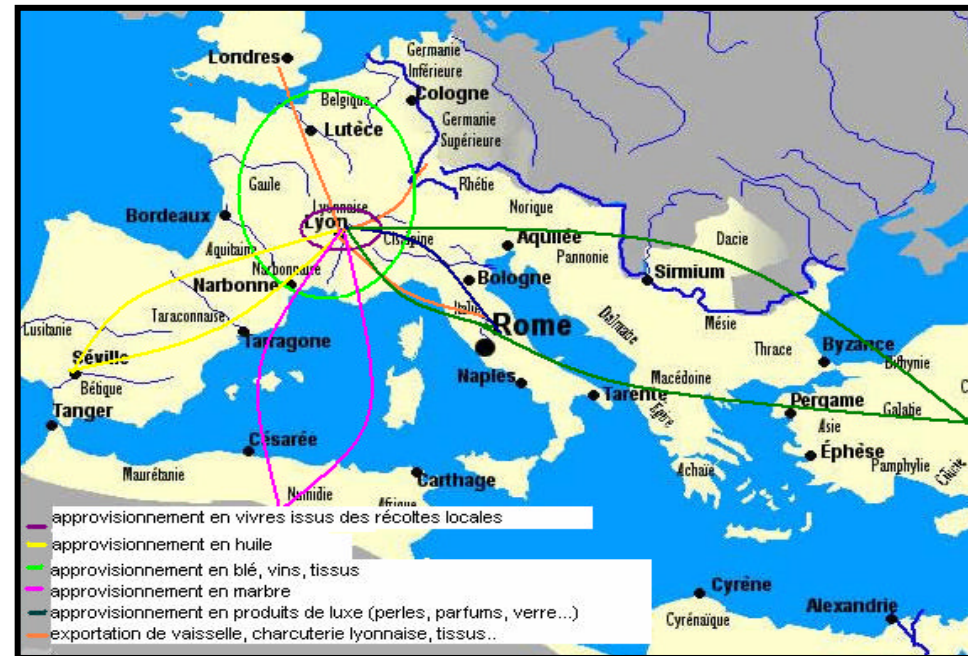 Londres
Germanie
Inférieure
Belgique
Cologne
Lutèce
Germanie
Supérieure
Gaule
Rhétie
Lyonnaise
Norique
Bordeaux
Lyon
Cisalpine
Aquilée
Dacie
Aquitaine
Pannonie
Narbonnaise
Bologne
Sirmium
Narbonne
Italie
Lusitanie
Taraconnaise
Rome
Dalmatie
Mésie
Tarragone
Thrace
Byzance
Bithynie
Séville
Naples
Macédoine
Bétique
Tarente
Epire
Pergame
Galatie
Tanger
Asie
Césarée
Éphèse
Pamphylie
Cilicie
Maurétanie
Carthage
Achaïe
Numidie
Afrique
approvisionnement en vivres issus des récoltes locales
approvisionnement en huile
approvisionnement en blé, vins, tissus
approvisionnement en marbre
approvisionnement en produits de luxe (perles, parfums, verre...)
exportation de vaisselle, charcuterie lyonnaise, tissus..
Cyrène
Cyrénaïque
Alexandrie